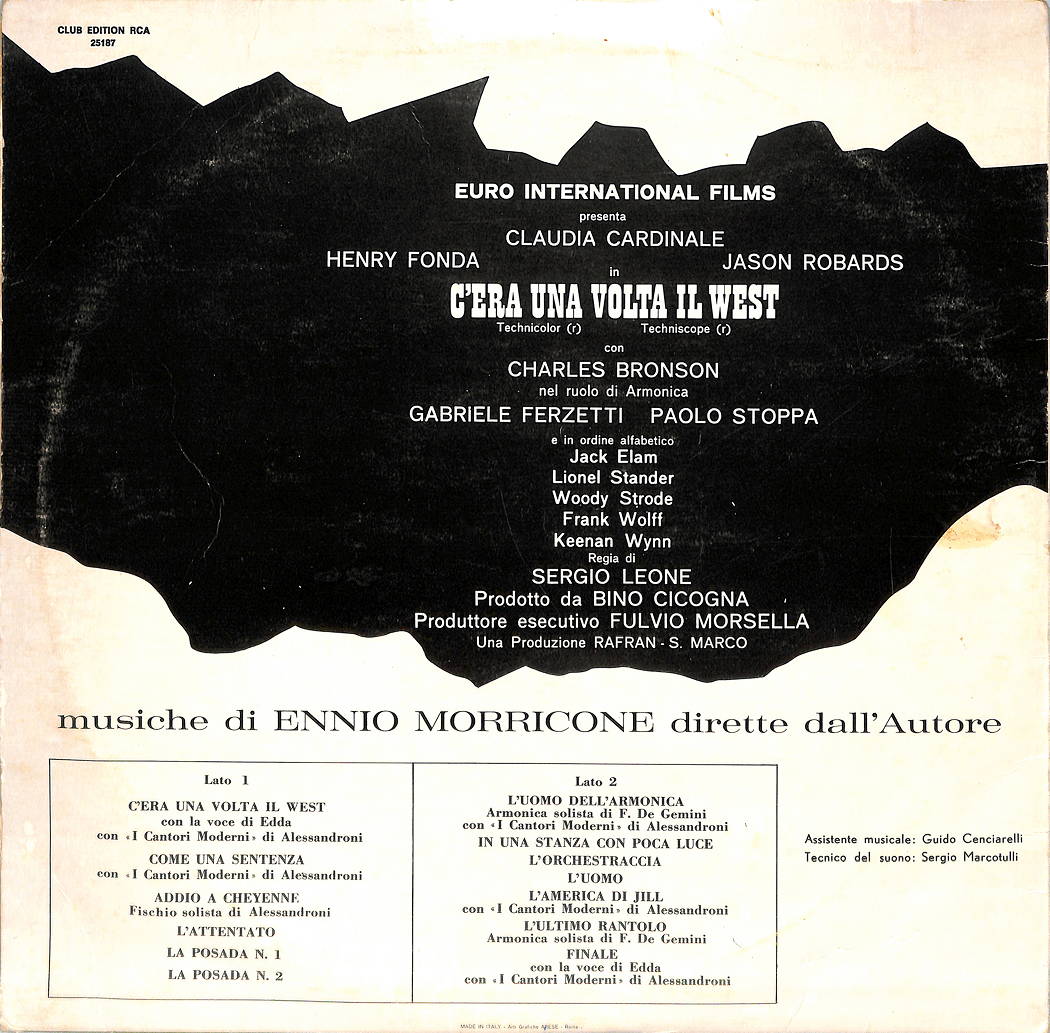 CLUB EDITION RCA
25187
EURO INTERNATIONAL FILMS
presenta
CLAUDIA CARDINALE
HENRY FONDA JASON ROBARDS
in
C'ERA UNA VOLTA IL WEST
Technicolor (r) Techniscope (r)
con
CHARLES BRONSON
nel ruolo di Armonica
GABRIELE FERZETTI PAOLO STOPPA
e in ordine alfabetico
Jack Elam
Lionel Stander
Woody Strode
Frank Wolff
Keenan Wynn
Regia di
SERGIO LEONE
Prodotto da BINO CICOGNA
Produttore esecutivo FULVIO MORSELLA
Una Produzione RAFRAN - S. MARCO
musiche di ENNIO MORRICONE dirette dall'Autore
Lato 1
C'ERA UNA VOLTA IL WEST
con la voce di Edda
con «I Cantori Moderni» di Alessandroni
COME UNA SENTENZA
con «I Cantori Moderni» di Alessandroni
ADDIO A CHEYENNE
Fischio solista di Alessandroni
L'ATTENTATO
LA POSADA N. 1
LA POSADA N. 2
Lato 2
L'UOMO DELL'ARMONICA
Armonica solista di F. De Gemini
con «I Cantori Moderni» di Alessandroni
IN UNA STANZA CON POCA LUCE
L'ORCHESTRACCIA
L'UOMO
L'AMERICA DI JILL
con «I Cantori Moderni» di Alessandroni
L'ULTIMO RANTOLO
Armonica solista di F. De Gemini
FINALE
con la voce di Edda
con «I Cantori Moderni» di Alessandroni
Assistente musicale: Guido Cenciarelli
Tecnico del suono: Sergio Marcotulli
MADE IN ITALY - Arti Grafiche ARESE - Roma